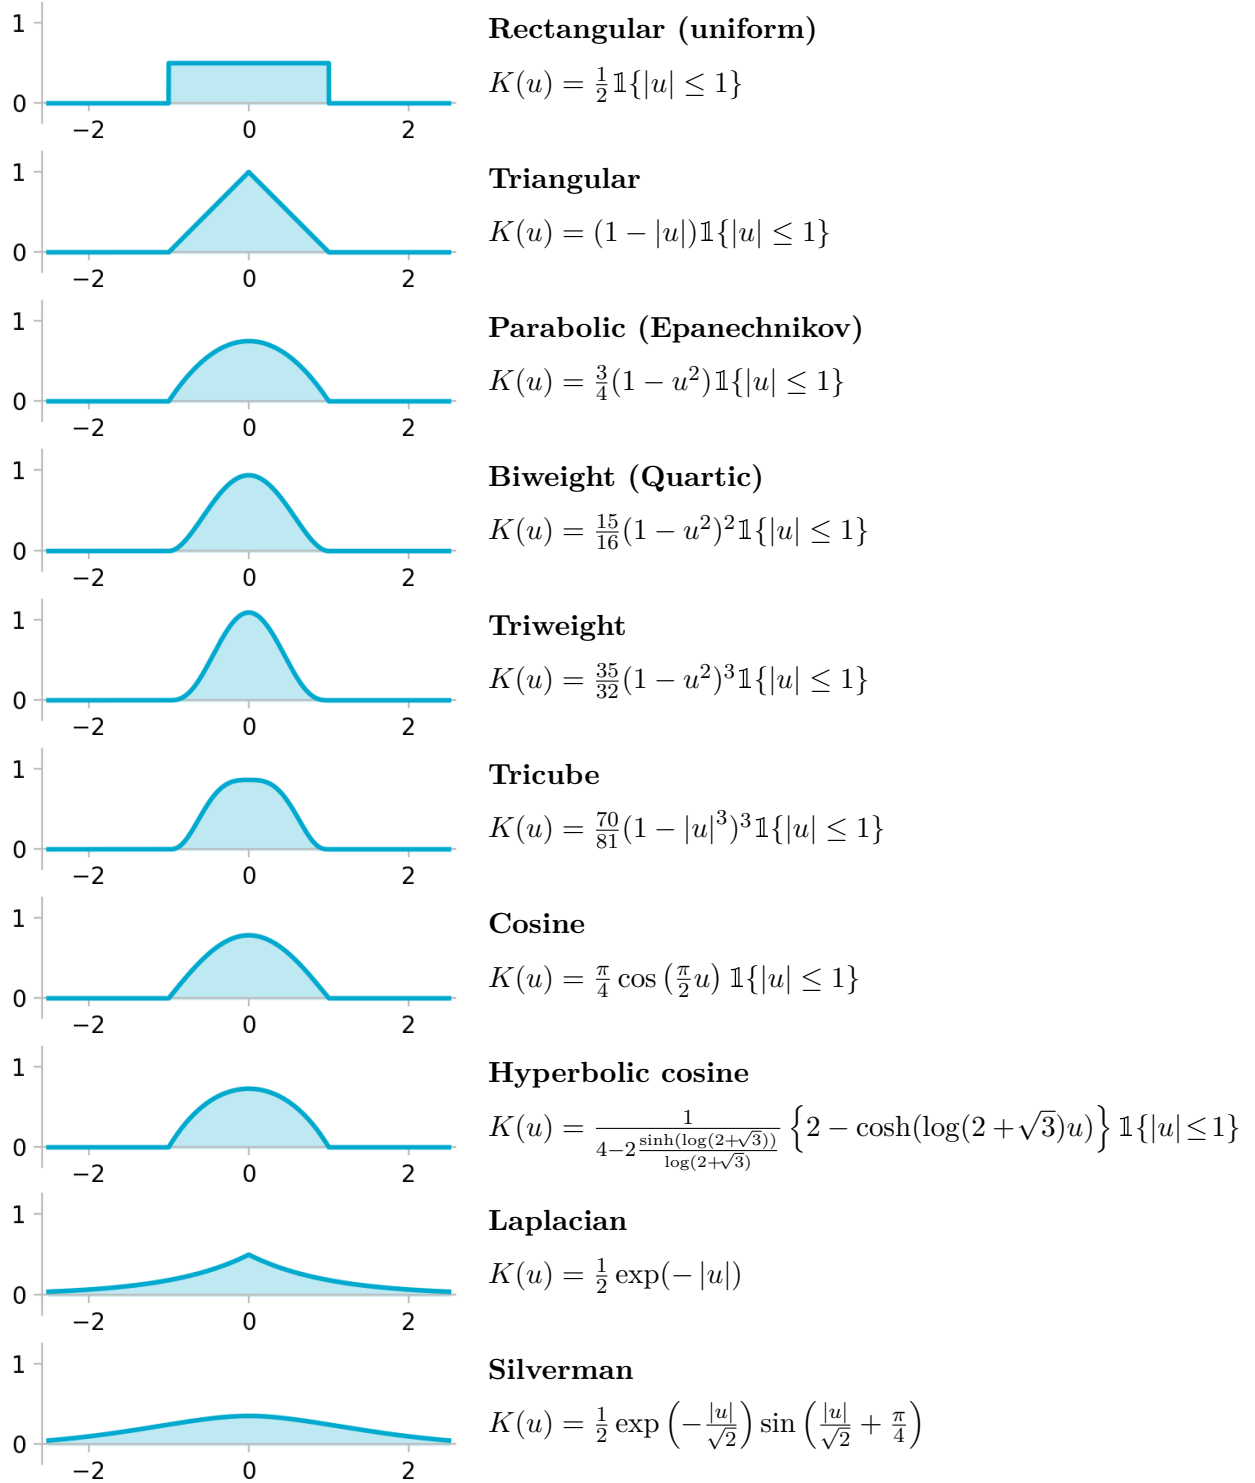 1
0
−2 0 2
Rectangular (uniform)
K(u) = 1/2 𝟙{|u| ≤ 1}
1
0
−2 0 2
Triangular
K(u) = (1 − |u|)𝟙{|u| ≤ 1}
1
0
−2 0 2
Parabolic (Epanechnikov)
K(u) = 3/4 (1 − u²)𝟙{|u| ≤ 1}
1
0
−2 0 2
Biweight (Quartic)
K(u) = 15/16 (1 − u²)²𝟙{|u| ≤ 1}
1
0
−2 0 2
Triweight
K(u) = 35/32 (1 − u²)³𝟙{|u| ≤ 1}
1
0
−2 0 2
Tricube
K(u) = 70/81 (1 − |u|³)³𝟙{|u| ≤ 1}
1
0
−2 0 2
Cosine
K(u) = π/4 cos (π/2 u) 𝟙{|u| ≤ 1}
1
0
−2 0 2
Hyperbolic cosine
K(u) = 1/(4−2 sinh(log(2+√3))/log(2+√3)) {2 − cosh(log(2 + √3)u)} 𝟙{|u| ≤ 1}
1
0
−2 0 2
Laplacian
K(u) = 1/2 exp(− |u|)
1
0
−2 0 2
Silverman
K(u) = 1/2 exp (−|u|/√2) sin (|u|/√2 + π/4)